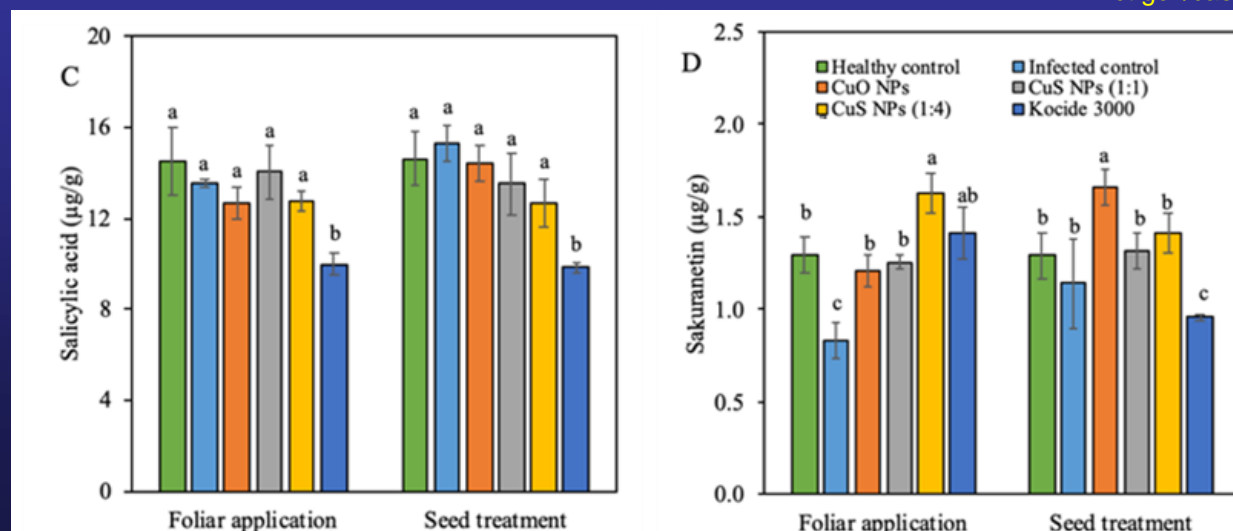 C
Salicylic acid (µg/g)
20
16
12
8
4
0
a
a
a
a
a
b
a
a
a
a
a
b
Foliar application
Seed treatment
D
Sakuranetin (µg/g)
2.5
2.0
1.5
1.0
0.5
0.0
Healthy control
Infected control
CuO NPs
CuS NPs (1:1)
CuS NPs (1:4)
Kocide 3000
b
c
b
b
a
ab
b
b
a
b
b
c
Foliar application
Seed treatment